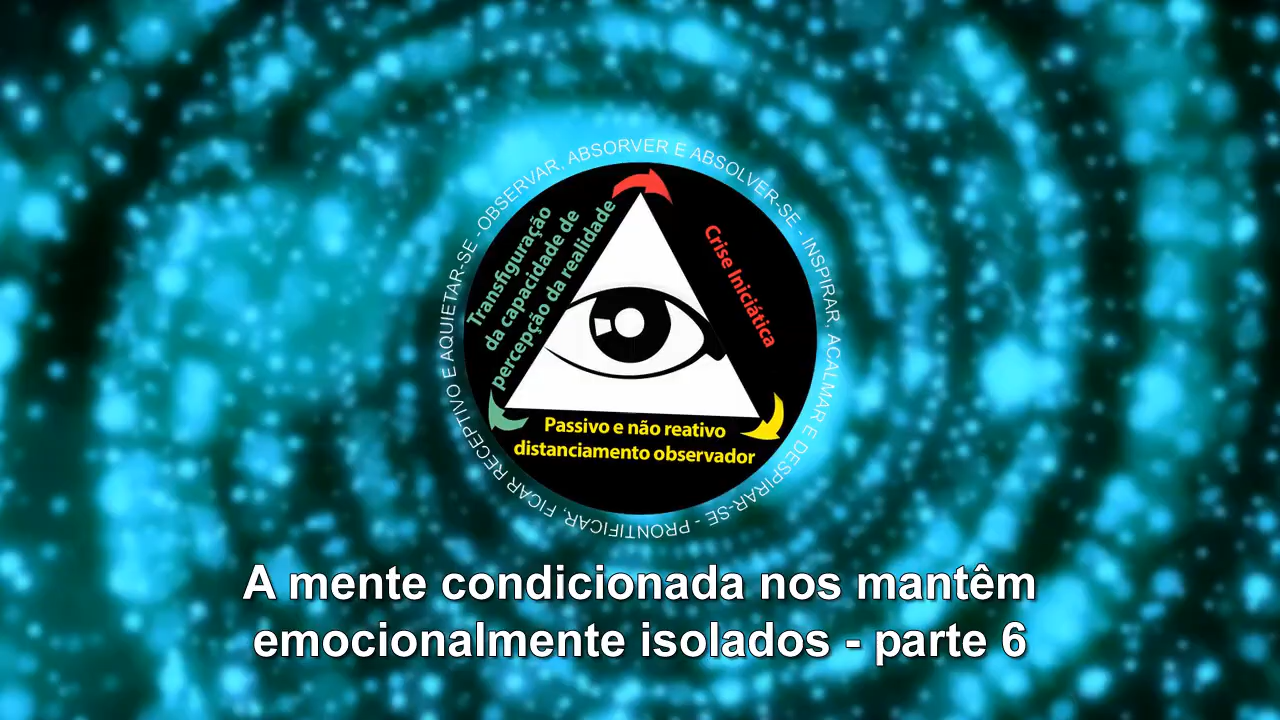 OBSERVAR, ABSORVER E ABSOLVER-SE - INSPIRAR, ACALMAR E DESPIRAR-SE - PRONTIFICAR, FICAR RECEPTIVO E AQUIETAR-SE -
Transfiguração
da capacidade de
percepção da realidade
Crise Iniciática
Passivo e não reativo
distanciamento observador
A mente condicionada nos mantêm
emocionalmente isolados - parte 6